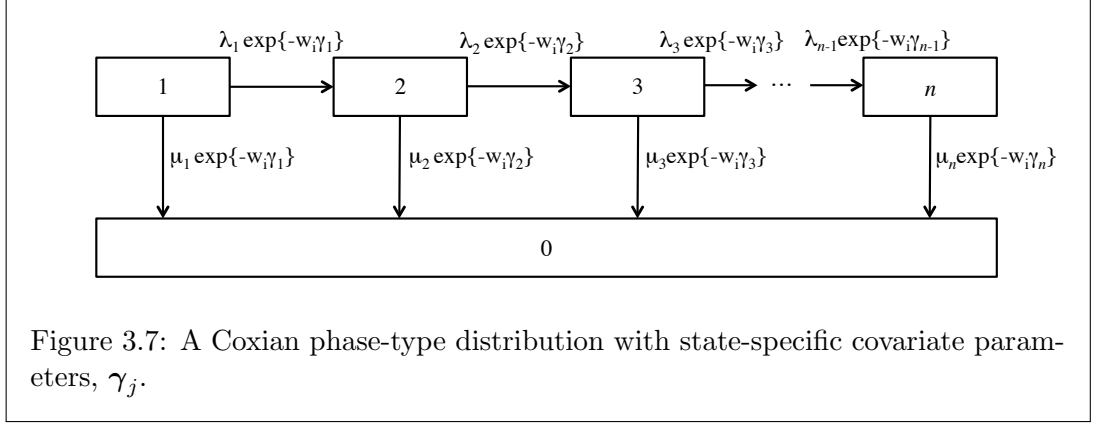 λ₁ exp{-wᵢγ₁} λ₂ exp{-wᵢγ₂} λ₃ exp{-wᵢγ₃} λₙ₋₁exp{-wᵢγₙ₋₁}
1 2 3 ... n
μ₁ exp{-wᵢγ₁} μ₂ exp{-wᵢγ₂} μ₃exp{-wᵢγ₃} μₙexp{-wᵢγₙ}
0
Figure 3.7: A Coxian phase-type distribution with state-specific covariate param-
eters, γⱼ.